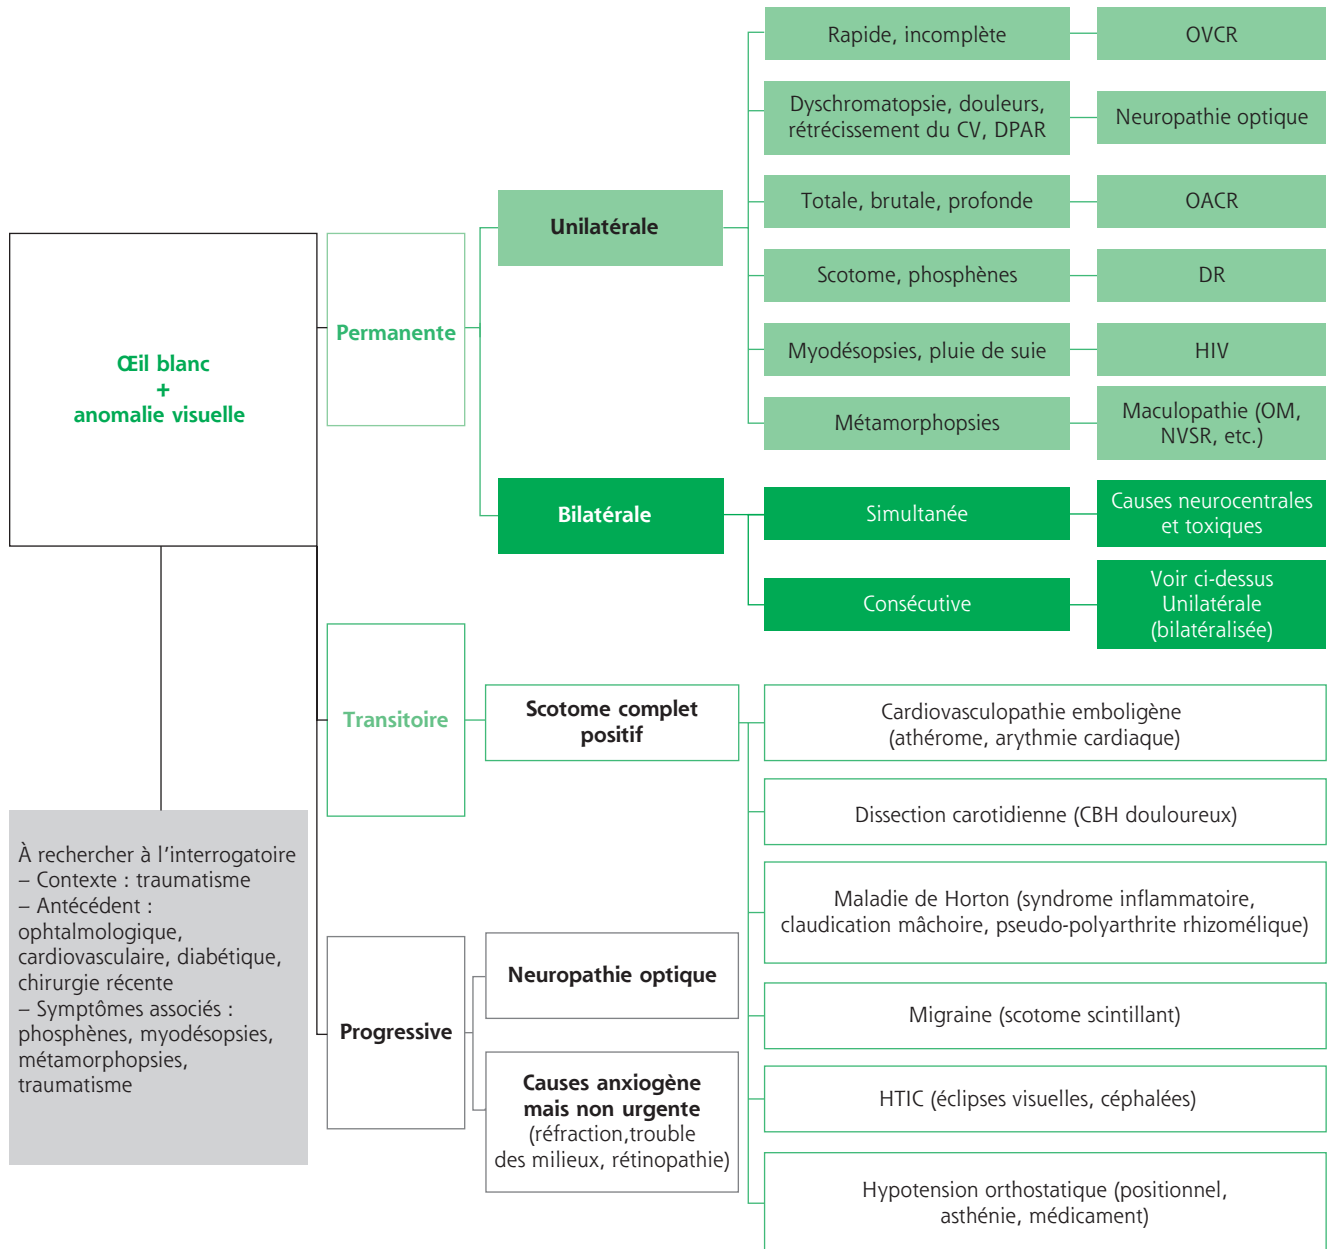 Œil blanc
+
anomalie visuelle
À rechercher à l'interrogatoire
– Contexte : traumatisme
– Antécédent :
ophtalmologique,
cardiovasculaire, diabétique,
chirurgie récente
– Symptômes associés :
phosphènes, myodésopsies,
métamorphopsies,
traumatisme
Permanente
Unilatérale
Rapide, incomplète
OVCR
Dyschromatopsie, douleurs,
rétrécissement du CV, DPAR
Neuropathie optique
Totale, brutale, profonde
OACR
Scotome, phosphènes
DR
Myodésopsies, pluie de suie
HIV
Métamorphopsies
Maculopathie (OM,
NVSR, etc.)
Bilatérale
Simultanée
Causes neurocentrales
et toxiques
Consécutive
Voir ci-dessus
Unilatérale
(bilatéralisée)
Transitoire
Scotome complet
positif
Cardiovasculopathie emboligène
(athérome, arythmie cardiaque)
Dissection carotidienne (CBH douloureux)
Maladie de Horton (syndrome inflammatoire,
claudication mâchoire, pseudo-polyarthrite rhizomélique)
Migraine (scotome scintillant)
HTIC (éclipses visuelles, céphalées)
Hypotension orthostatique (positionnel,
asthénie, médicament)
Progressive
Neuropathie optique
Causes anxiogène
mais non urgente
(réfraction,trouble
des milieux, rétinopathie)